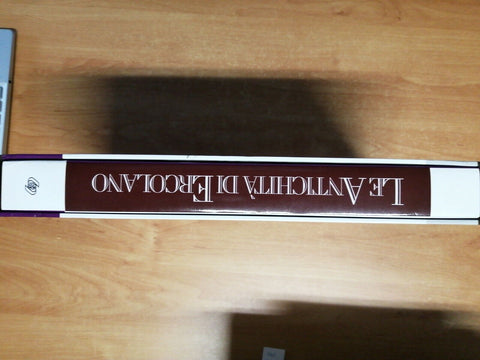 LE ANTICHITÀ DI ERCOLANO